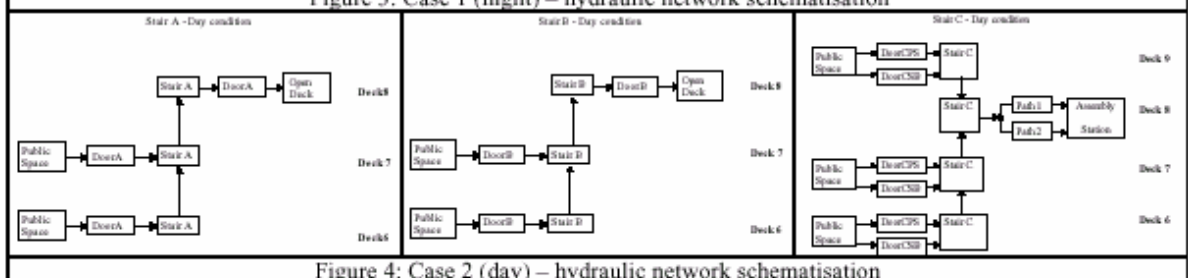 Figure 3: Case 1 (night) – hydraulic network schematisation
Stair A - Day condition
Stair A
DoorA
Open
Deck
Deck8
Public
Space
DoorA
Stair A
Deck 7
Public
Space
DoorA
Stair A
Deck6
Stair B - Day condition
Stair B
DoorB
Open
Deck
Deck 8
Public
Space
DoorB
Stair B
Deck 7
Public
Space
DoorB
Stair B
Deck 6
Stair C - Day condition
Public
Space
DoorCPS
DoorCSB
Stair C
Deck 9
Stair C
Path1
Path2
Assembly
Station
Deck 8
Public
Space
DoorCPS
DoorCSB
Stair C
Deck 7
Public
Space
DoorCPS
DoorCSB
Stair C
Deck 6
Figure 4: Case 2 (day) – hydraulic network schematisation